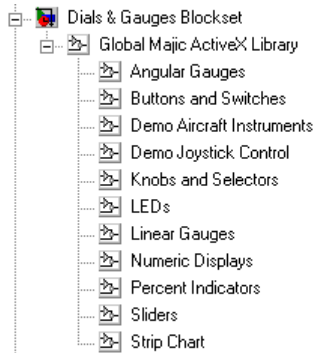 Dials & Gauges Blockset
Global Majic ActiveX Library
Angular Gauges
Buttons and Switches
Demo Aircraft Instruments
Demo Joystick Control
Knobs and Selectors
LEDs
Linear Gauges
Numeric Displays
Percent Indicators
Sliders
Strip Chart